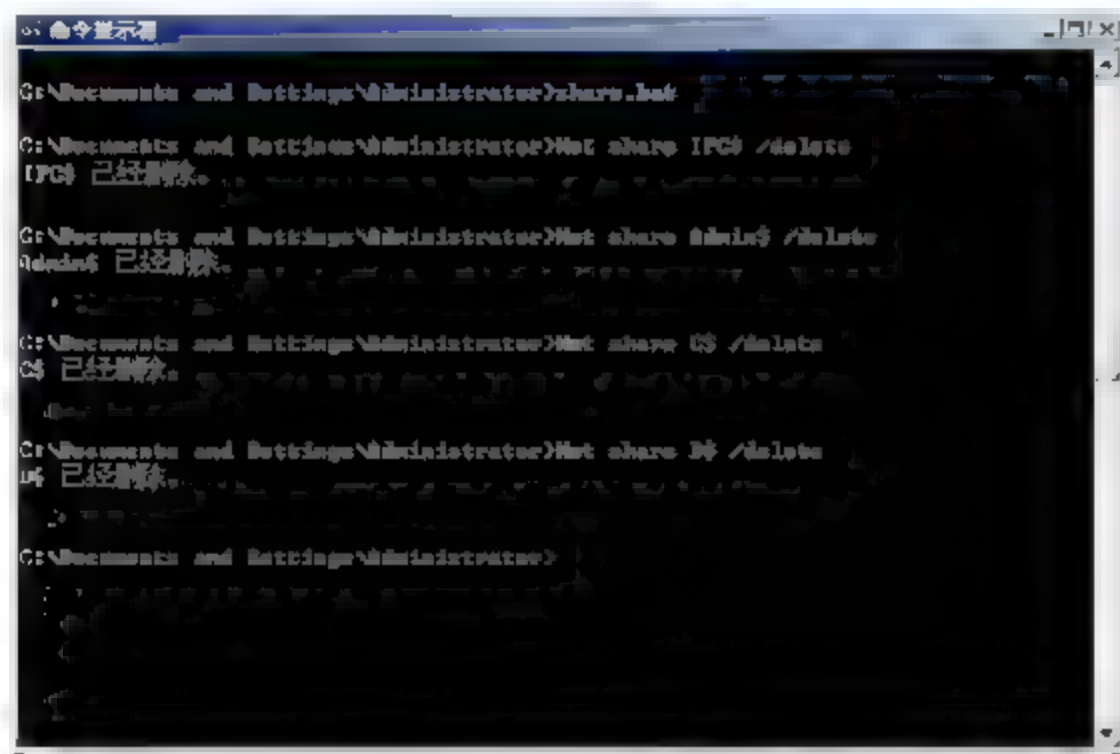 命令提示符
C:\Documents and Settings\Administrator>share.bat
C:\Documents and Settings\Administrator>Net share IPC$ /delete
IPC$ 已经删除。
C:\Documents and Settings\Administrator>Net share Admin$ /delete
Admin$ 已经删除。
C:\Documents and Settings\Administrator>Net share C$ /delete
C$ 已经删除。
C:\Documents and Settings\Administrator>Net share D$ /delete
D$ 已经删除。
C:\Documents and Settings\Administrator>